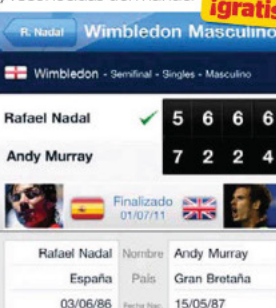 ¡gratis
R. Nadal Wimbledon Masculino
Wimbledon - Semifinal - Singles - Masculino
Rafael Nadal ✓ 5 6 6 6
Andy Murray 7 2 2 4
Finalizado
01/07/11
Rafael Nadal Nombre Andy Murray
España País Gran Bretaña
03/06/86 Fecha Nac. 15/05/87